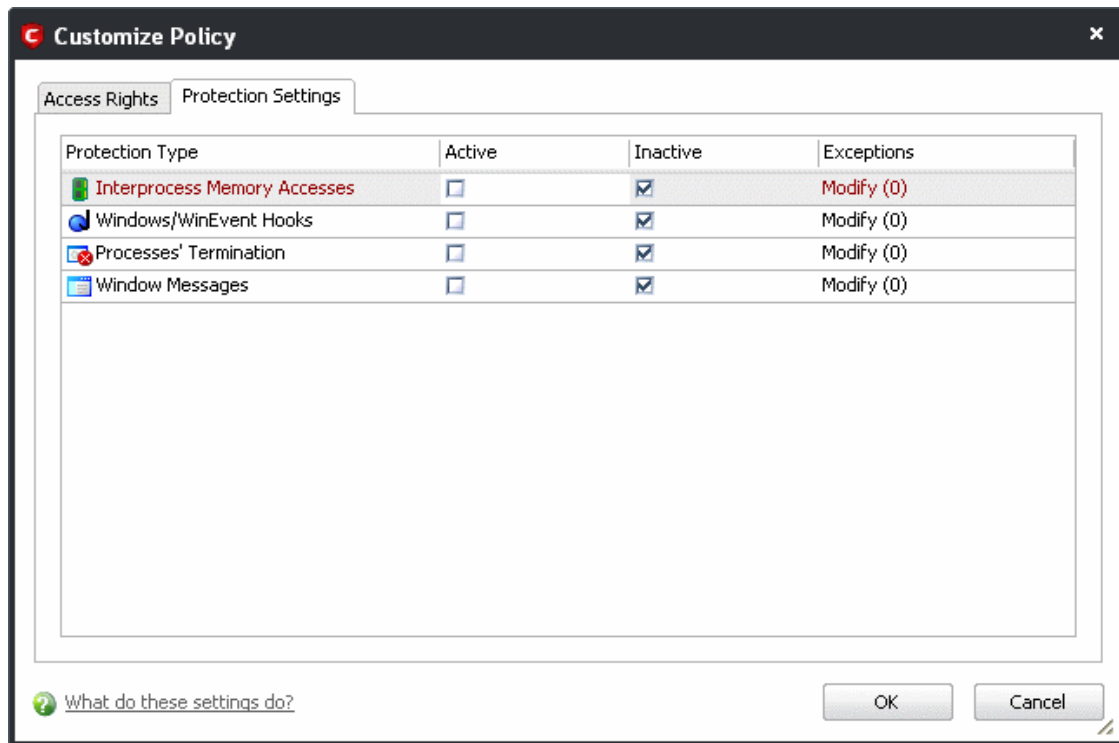 Customize Policy
Access Rights Protection Settings
Protection Type Active Inactive Exceptions
Interprocess Memory Accesses Modify (0)
Windows/WinEvent Hooks Modify (0)
Processes' Termination Modify (0)
Window Messages Modify (0)
What do these settings do? OK Cancel